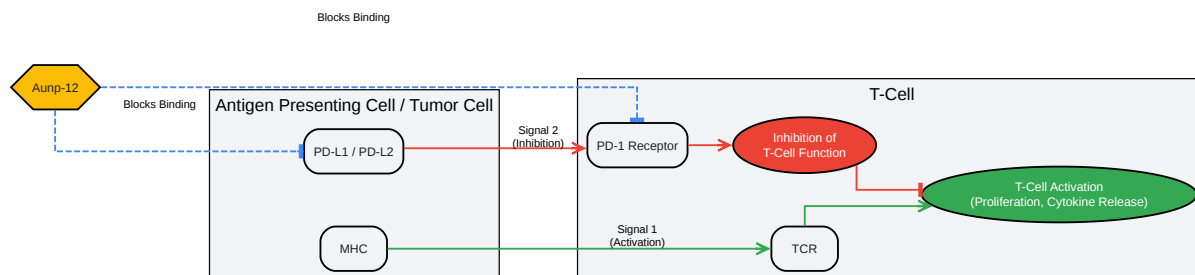 Blocks Binding
Aunp-12
Blocks Binding
Antigen Presenting Cell / Tumor Cell
T-Cell
PD-L1 / PD-L2
Signal 2
(Inhibition)
PD-1 Receptor
Inhibition of
T-Cell Function
T-Cell Activation
(Proliferation, Cytokine Release)
MHC
Signal 1
(Activation)
TCR